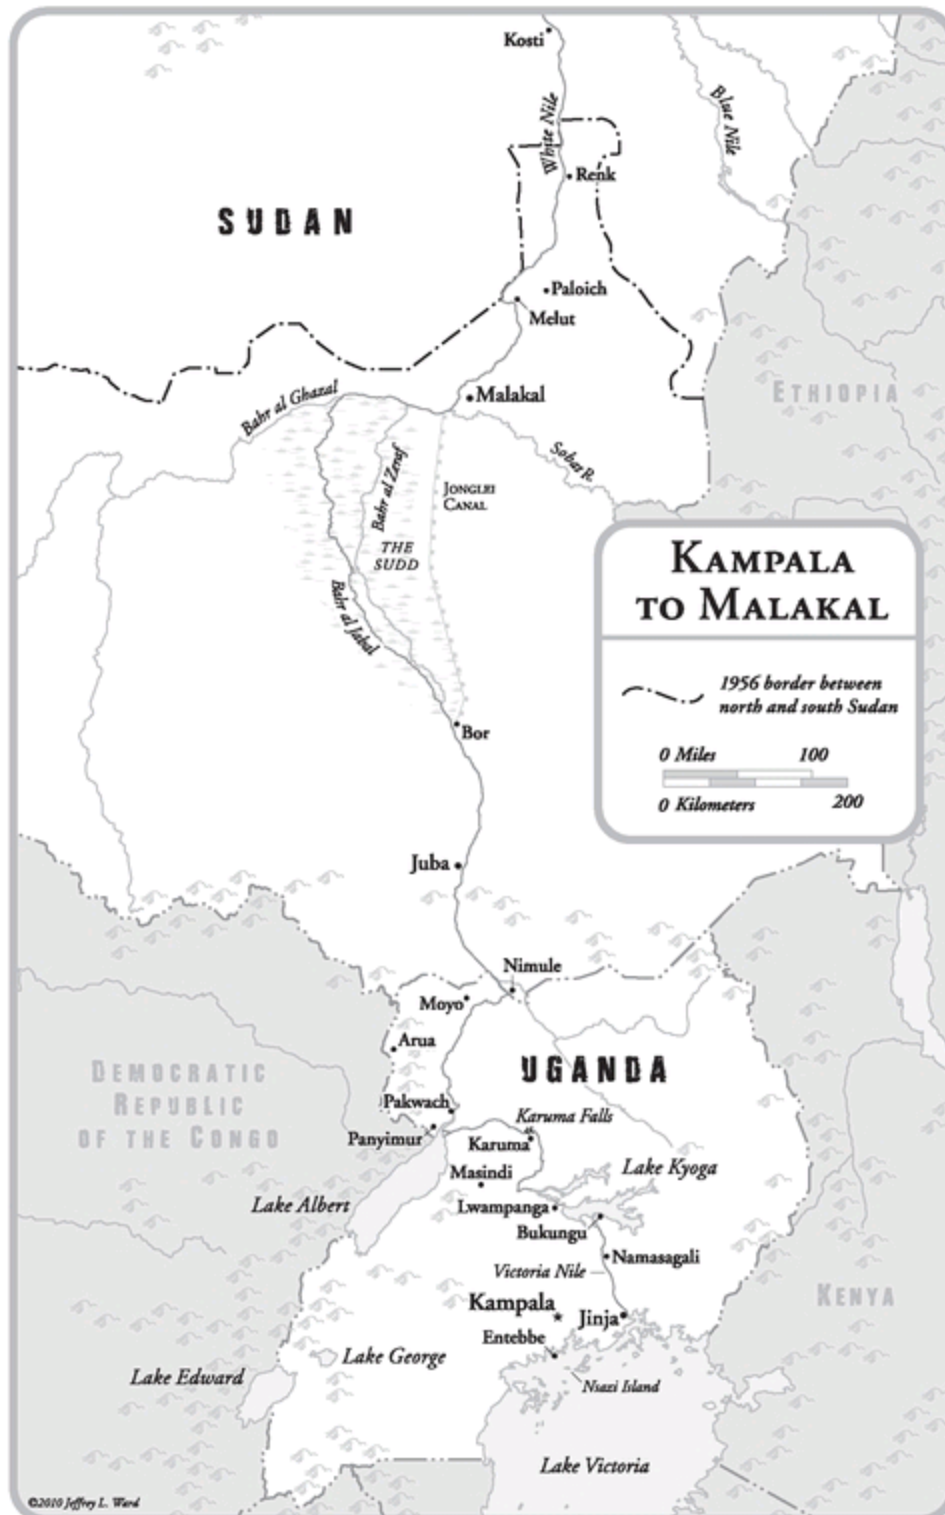 Kosti
White Nile
Blue Nile
Renk
SUDAN
Paloich
Melut
ETHIOPIA
Malakal
Bahr al Ghazal
Sobat R.
Bahr al Zeraf
JONGLEI
CANAL
THE
SUDD
Bahr al Jabal
KAMPALA
TO MALAKAL
1956 border between
north and south Sudan
0 Miles 100
0 Kilometers 200
Bor
Juba
Nimule
Moyo
Arua
UGANDA
DEMOCRATIC
REPUBLIC
OF THE CONGO
Pakwach
Karuma Falls
Panyimur
Karuma
Masindi
Lake Kyoga
Lake Albert
Lwampanga
Bukungu
Namasagali
Victoria Nile
KENYA
Kampala
Jinja
Entebbe
Lake George
Lake Edward
Nsazi Island
Lake Victoria
©2010 Jeffrey L. Ward